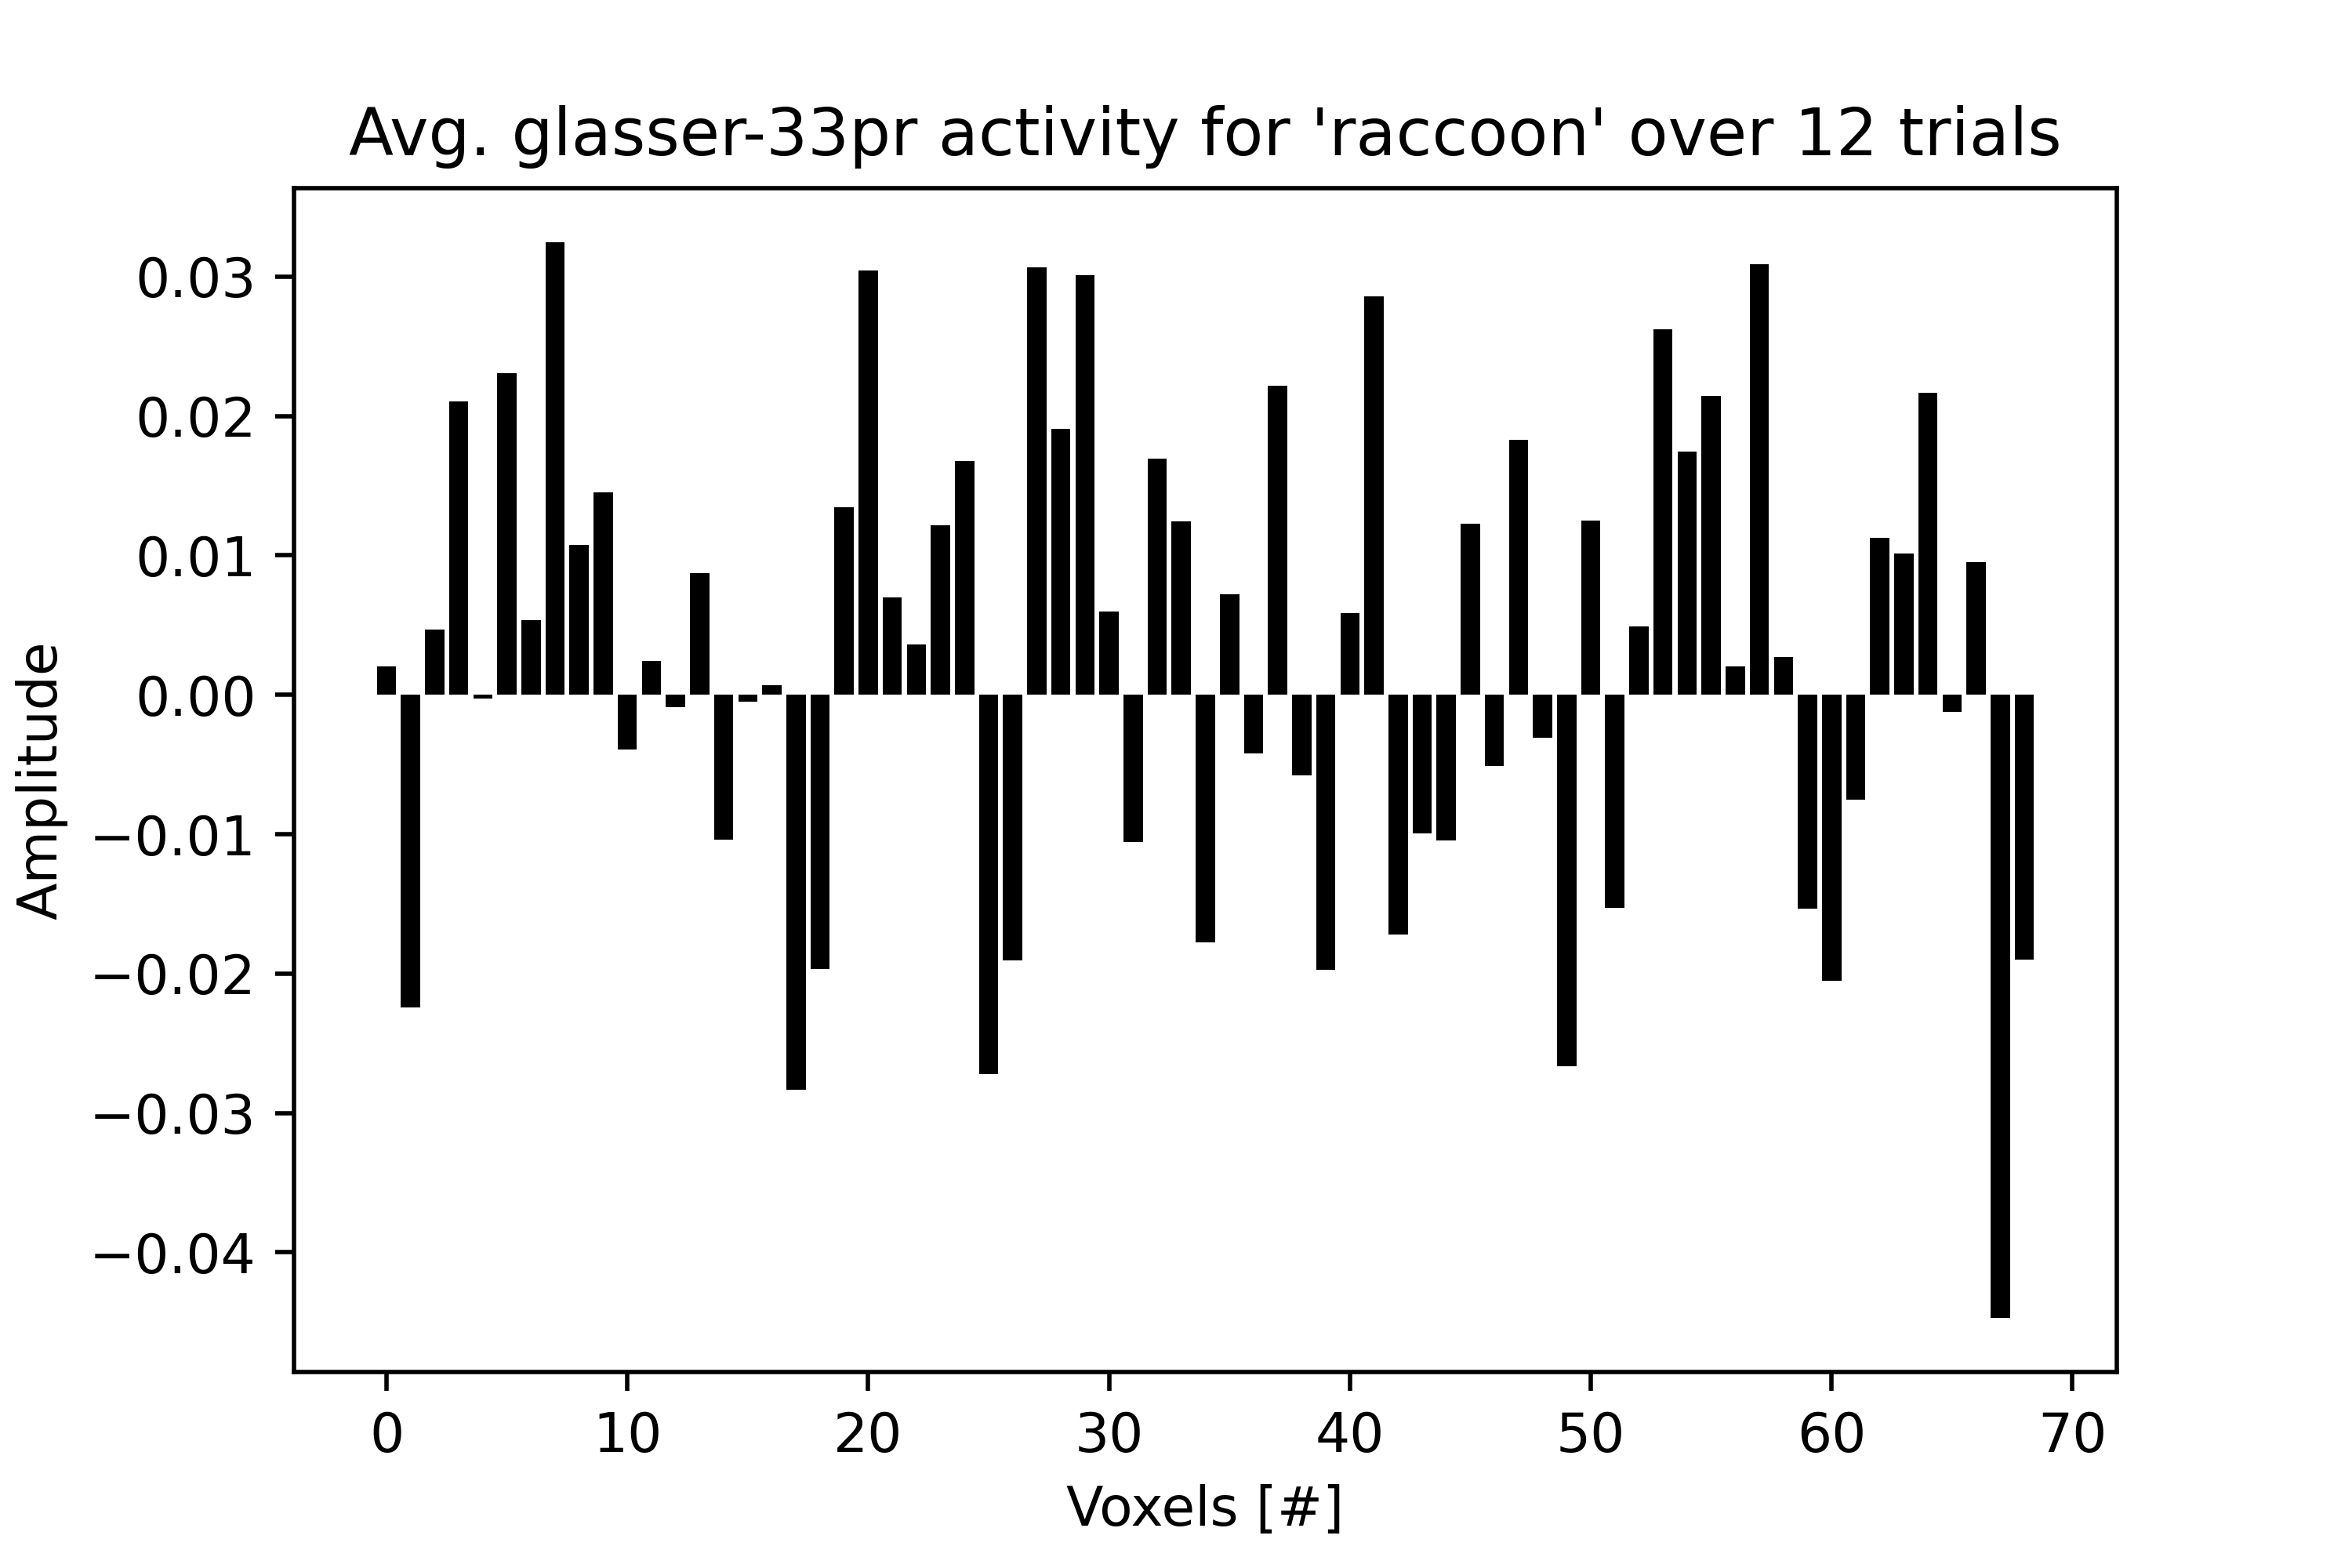 Avg. glasser-33pr activity for 'raccoon' over 12 trials
Amplitude
0.03
0.02
0.01
0.00
−0.01
−0.02
−0.03
−0.04
0 10 20 30 40 50 60 70
Voxels [#]